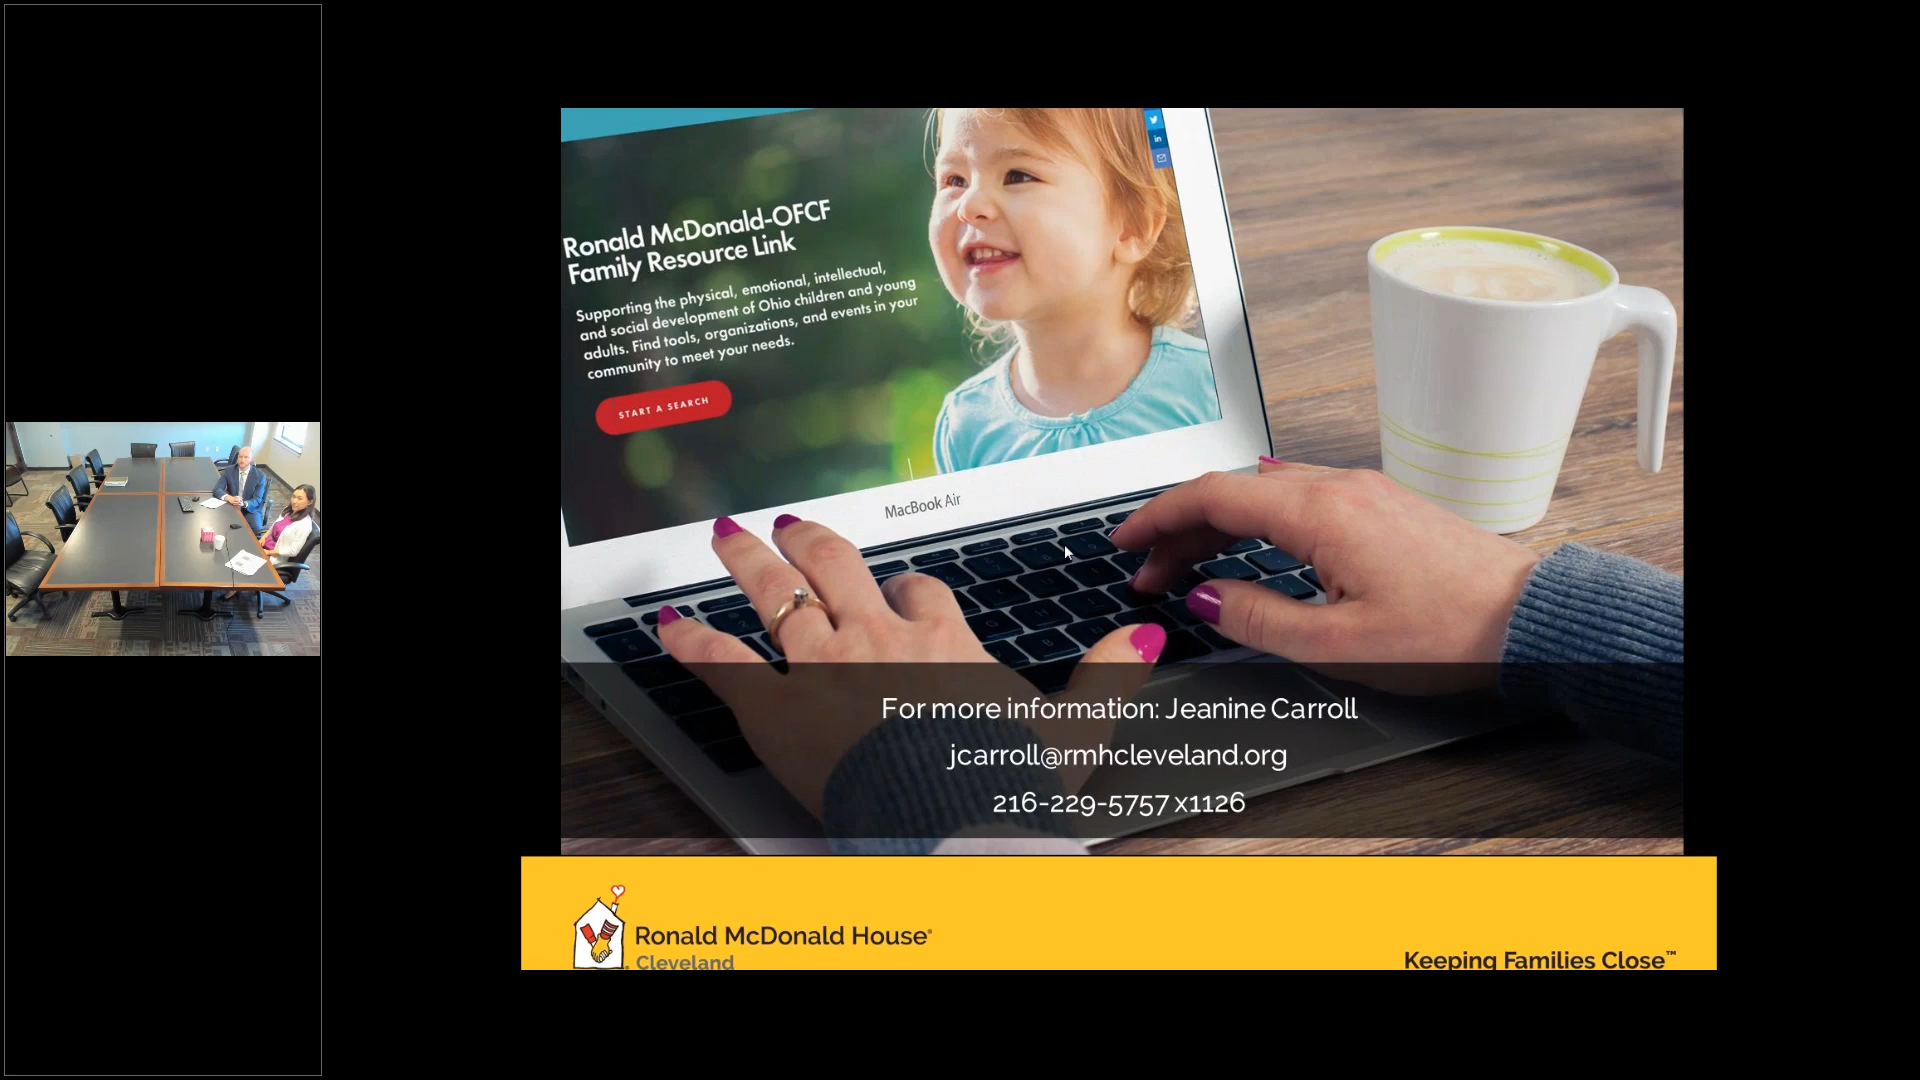 Ronald McDonald-OFCF
Family Resource Link
Supporting the physical, emotional, intellectual,
and social development of Ohio children and young
adults. Find tools, organizations, and events in your
community to meet your needs.
START A SEARCH
in
MacBook Air
For more information: Jeanine Carroll
jcarroll@rmhcleveland.org
216-229-5757 x1126
Ronald McDonald House®
Cleveland
Keeping Families Close™